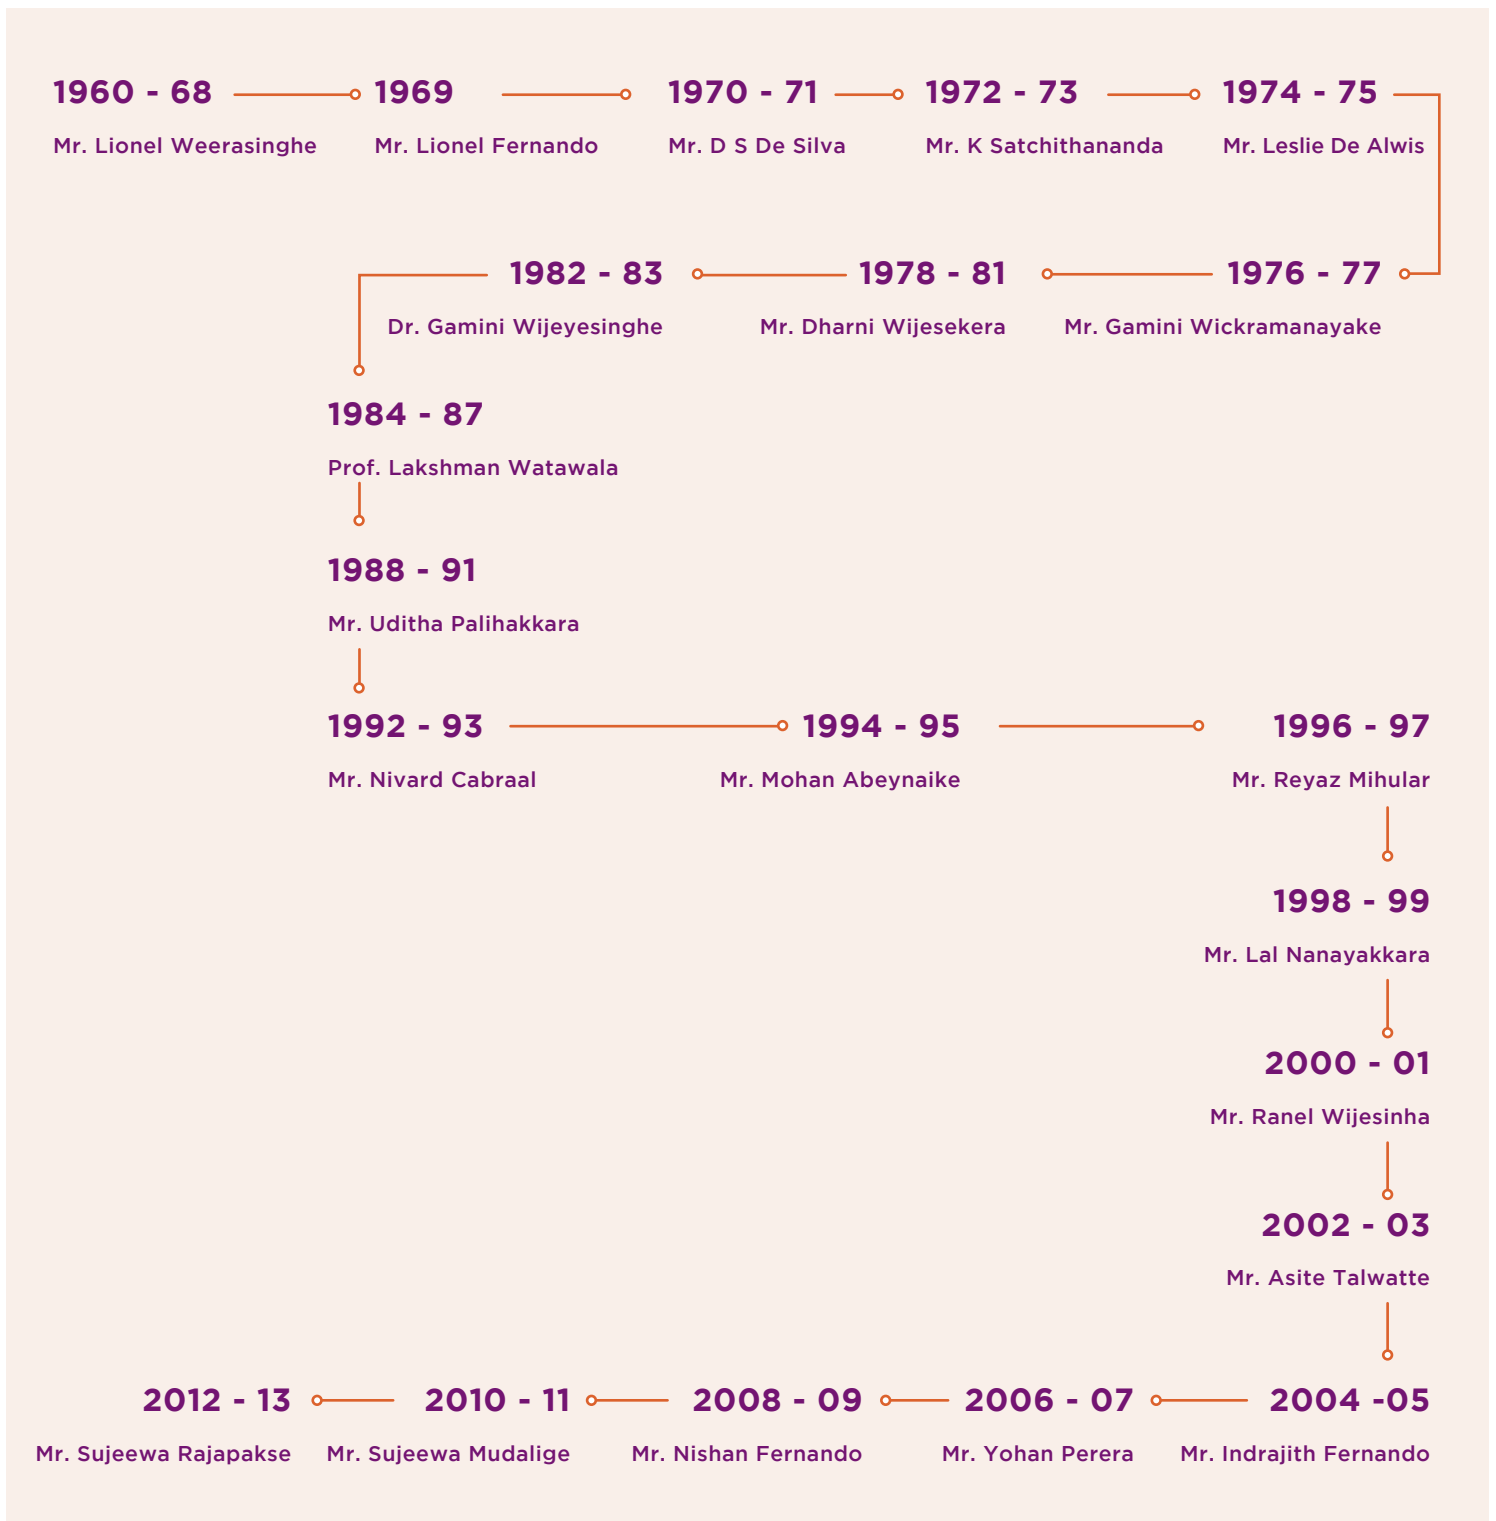 1960 - 68
Mr. Lionel Weerasinghe
1969
Mr. Lionel Fernando
1970 - 71
Mr. D S De Silva
1972 - 73
Mr. K Satchithananda
1974 - 75
Mr. Leslie De Alwis
1976 - 77
Mr. Gamini Wickramanayake
1978 - 81
Mr. Dharni Wijesekera
1982 - 83
Dr. Gamini Wijeyesinghe
1984 - 87
Prof. Lakshman Watawala
1988 - 91
Mr. Uditha Palihakkara
1992 - 93
Mr. Nivard Cabraal
1994 - 95
Mr. Mohan Abeynaike
1996 - 97
Mr. Reyaz Mihular
1998 - 99
Mr. Lal Nanayakkara
2000 - 01
Mr. Ranel Wijesinha
2002 - 03
Mr. Asite Talwatte
2004 -05
Mr. Indrajith Fernando
2006 - 07
Mr. Yohan Perera
2008 - 09
Mr. Nishan Fernando
2010 - 11
Mr. Sujeewa Mudalige
2012 - 13
Mr. Sujeewa Rajapakse